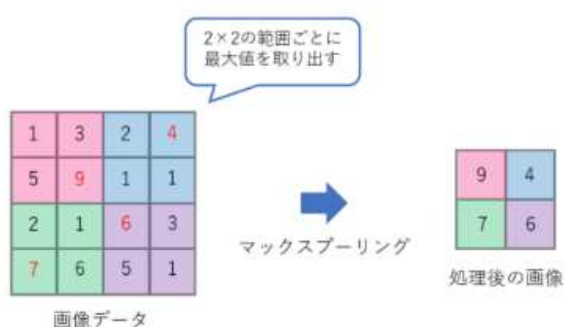 2×2の範囲ごとに
最大値を取り出す
1 3 2 4
5 9 1 1
2 1 6 3
7 6 5 1
画像データ
マックスプーリング
9 4
7 6
処理後の画像